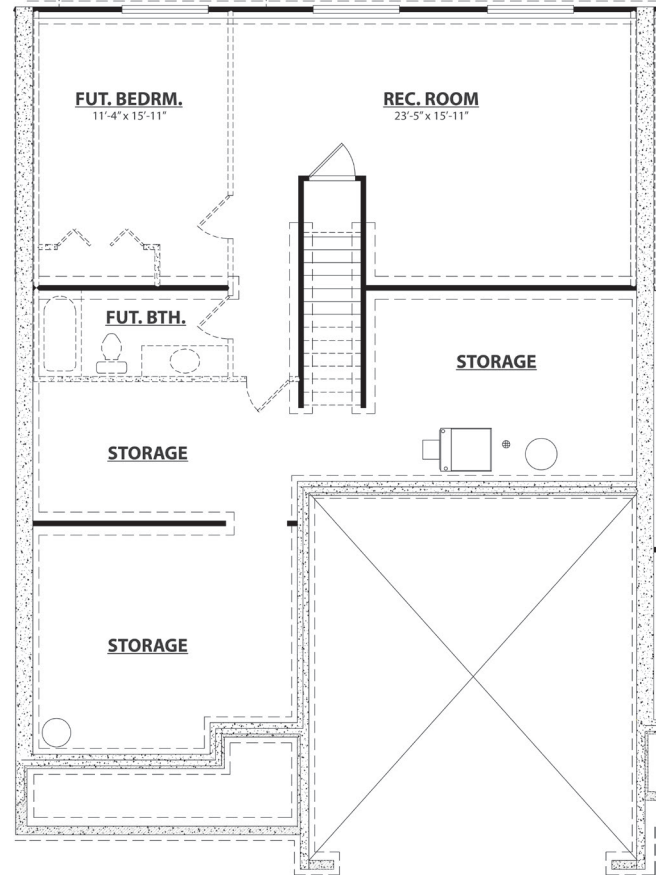 FUT. BEDRM.
11'-4" x 15'-11"
REC. ROOM
23'-5" x 15'-11"
FUT. BTH.
STORAGE
STORAGE
STORAGE